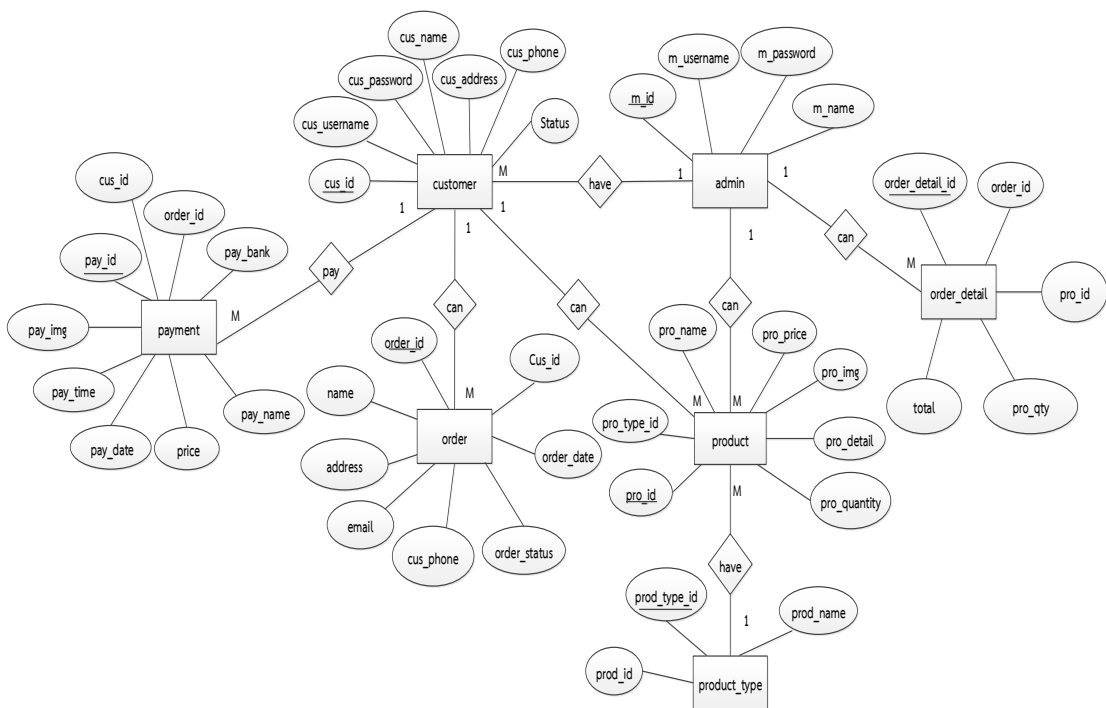 cus_name
cus_phone
cus_password
cus_address
cus_username
Status
cus_id
customer
M
have
1
m_username
m_password
m_id
m_name
admin
1
order_detail_id
order_id
can
M
order_detail
pro_id
total
pro_qty
cus_id
order_id
pay_id
pay_bank
pay_img
payment
pay_time
pay_name
pay_date
price
1
pay
M
1
can
M
order_id
Cus_id
name
order
address
order_date
email
cus_phone
order_status
1
can
M
1
can
M
pro_name
pro_price
pro_img
pro_type_id
product
pro_detail
pro_id
pro_quantity
M
have
1
prod_type_id
prod_name
prod_id
product_type